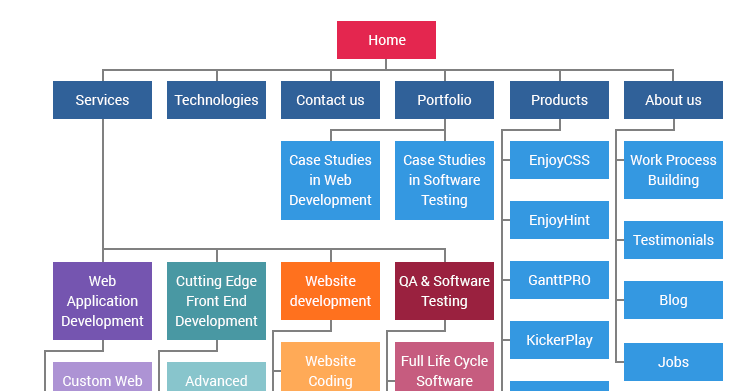 Home
Services
Technologies
Contact us
Portfolio
Products
About us
Case Studies
in Web
Development
Case Studies
in Software
Testing
EnjoyCSS
EnjoyHint
GanttPRO
KickerPlay
Work Process
Building
Testimonials
Blog
Jobs
Web
Application
Development
Cutting Edge
Front End
Development
Website
development
QA & Software
Testing
Custom Web
Advanced
Website
Coding
Full Life Cycle
Software